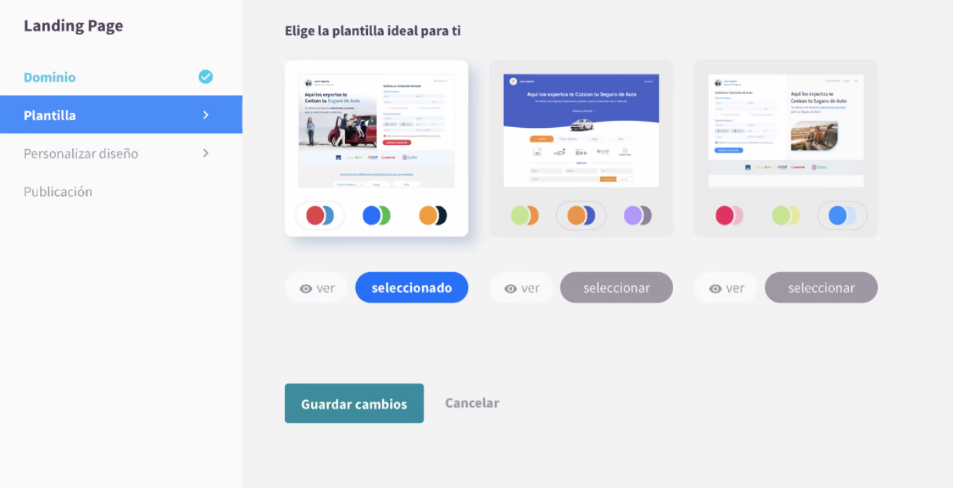 Landing Page
Dominio
Plantilla
Personalizar diseño
Publicación
Elige la plantilla ideal para ti
Aquí los expertos te
Cotizan tu Seguro de Auto
Aquí los expertos te Cotizan tu Seguro de Auto
Aquí los expertos te
Cotizan tu Seguro de Auto
ver
seleccionado
ver
seleccionar
ver
seleccionar
Guardar cambios
Cancelar